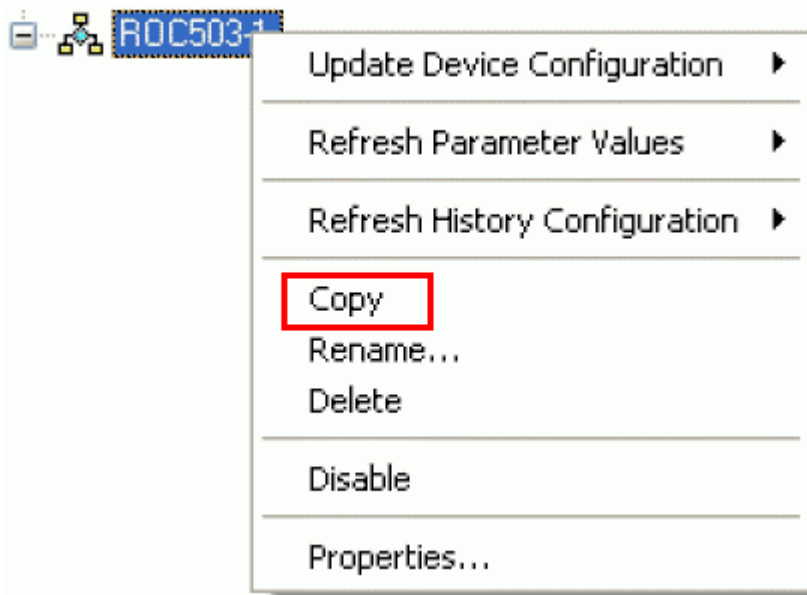 ROC503-1
Update Device Configuration
Refresh Parameter Values
Refresh History Configuration
Copy
Rename...
Delete
Disable
Properties...